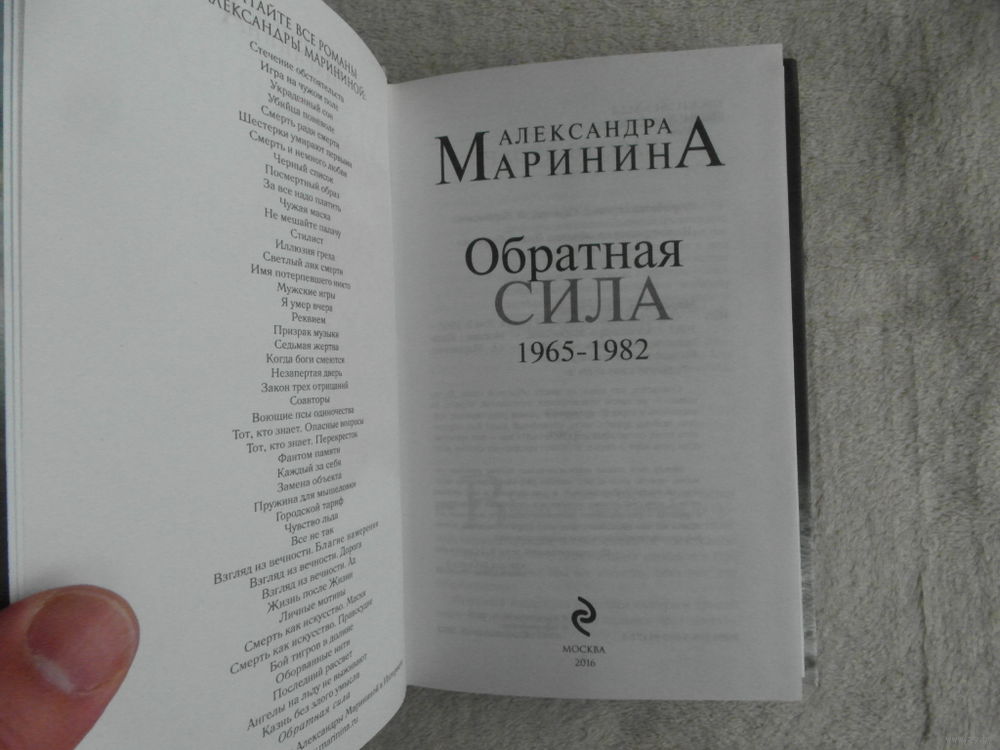 ТАЙТЕ ВСЕ РОМАНЫ
АЛЕКСАНДРЫ МАРИНИНОЙ:
Стечение обстоятельств
Игра на чужом поле
Украденный сон
Убийца поневоле
Смерть ради смерти
Шестерки умирают первыми
Смерть и немного любви
Черный список
Посмертный образ
За все надо платить
Чужая маска
Не мешайте палачу
Стилист
Иллюзия греха
Светлый лик смерти
Имя потерпевшего никто
Мужские игры
Я умер вчера
Реквием
Призрак музыки
Седьмая жертва
Когда боги смеются
Незапертая дверь
Закон трех отрицаний
Соавторы
Воющие псы одиночества
Тот, кто знает. Опасные вопросы
Тот, кто знает. Перекресток
Фантом памяти
Каждый за себя
Замена объекта
Пружина для мышеловки
Городской тариф
Чувство льда
Все не так
Взгляд из вечности. Благие намерения
Взгляд из вечности. Дорога
Взгляд из вечности. Ад
Жизнь после Жизни
Личные мотивы
Смерть как искусство. Маски
Смерть как искусство. Правосудие
Бой тигров в долине
Оборванные нити
Последний рассвет
Ангелы на льду не выживают
Казнь без злого умысла
Обратная сила
Александры Марининой в
marinina.ru
АЛЕКСАНДРА
МАРИНИНА
Обратная
СИЛА
1965–1982
МОСКВА
2016